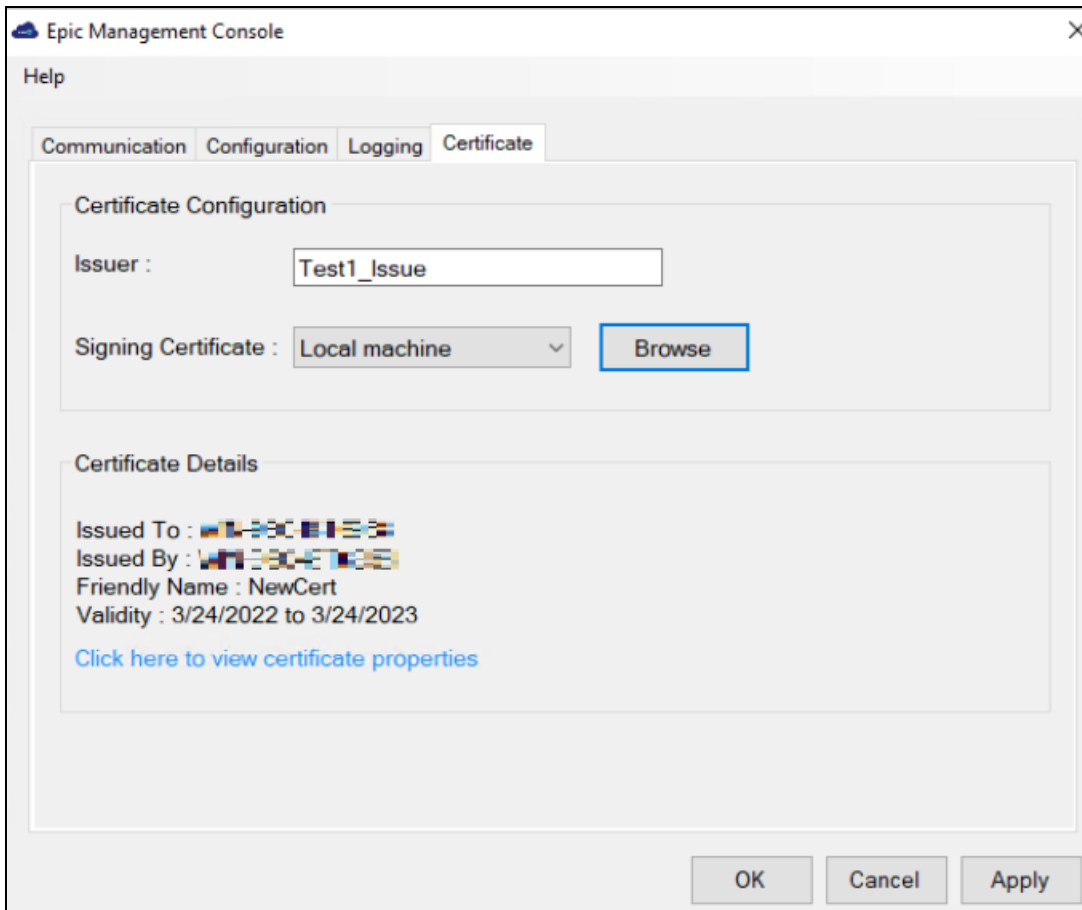 Epic Management Console
Help
Communication Configuration Logging Certificate
Certificate Configuration
Issuer :
Test1_Issue
Signing Certificate :
Local machine
Browse
Certificate Details
Issued To :
Issued By :
Friendly Name : NewCert
Validity : 3/24/2022 to 3/24/2023
Click here to view certificate properties
OK Cancel Apply